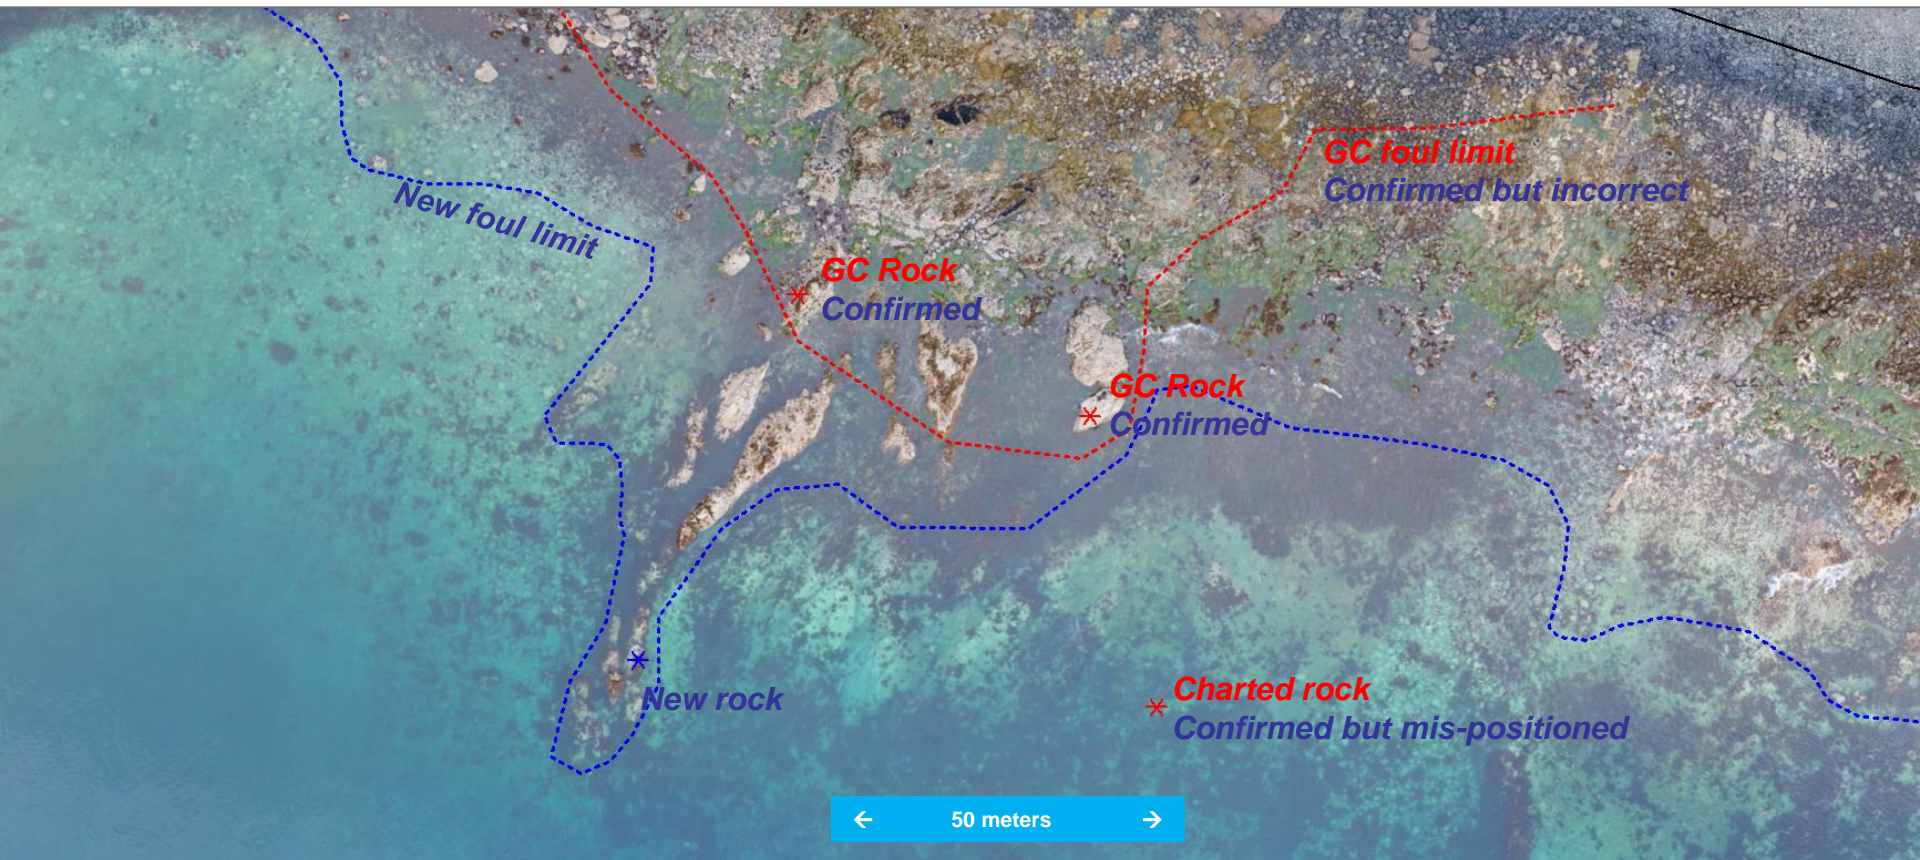 GC foul limit
Confirmed but incorrect
New foul limit
GC Rock
Confirmed
GC Rock
Confirmed
New rock
Charted rock
Confirmed but mis-positioned
← 50 meters →